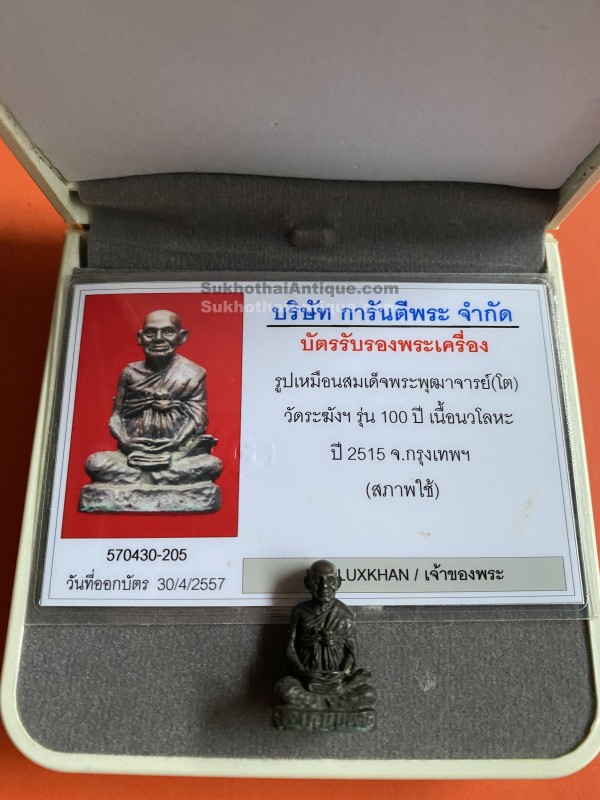 SukhothaiAntique.com
SukhothaiAntique.com
บริษัท การันตีพระ จำกัด
บัตรรับรองพระเครื่อง
รูปเหมือนสมเด็จพระพุฒาจารย์(โต)
วัดระฆังฯ รุ่น 100 ปี เนื้อนวโลหะ
ปี 2515 จ.กรุงเทพฯ
(สภาพใช้)
570430-205
วันที่ออกบัตร 30/4/2557
LUXKHAN / เจ้าของพระ